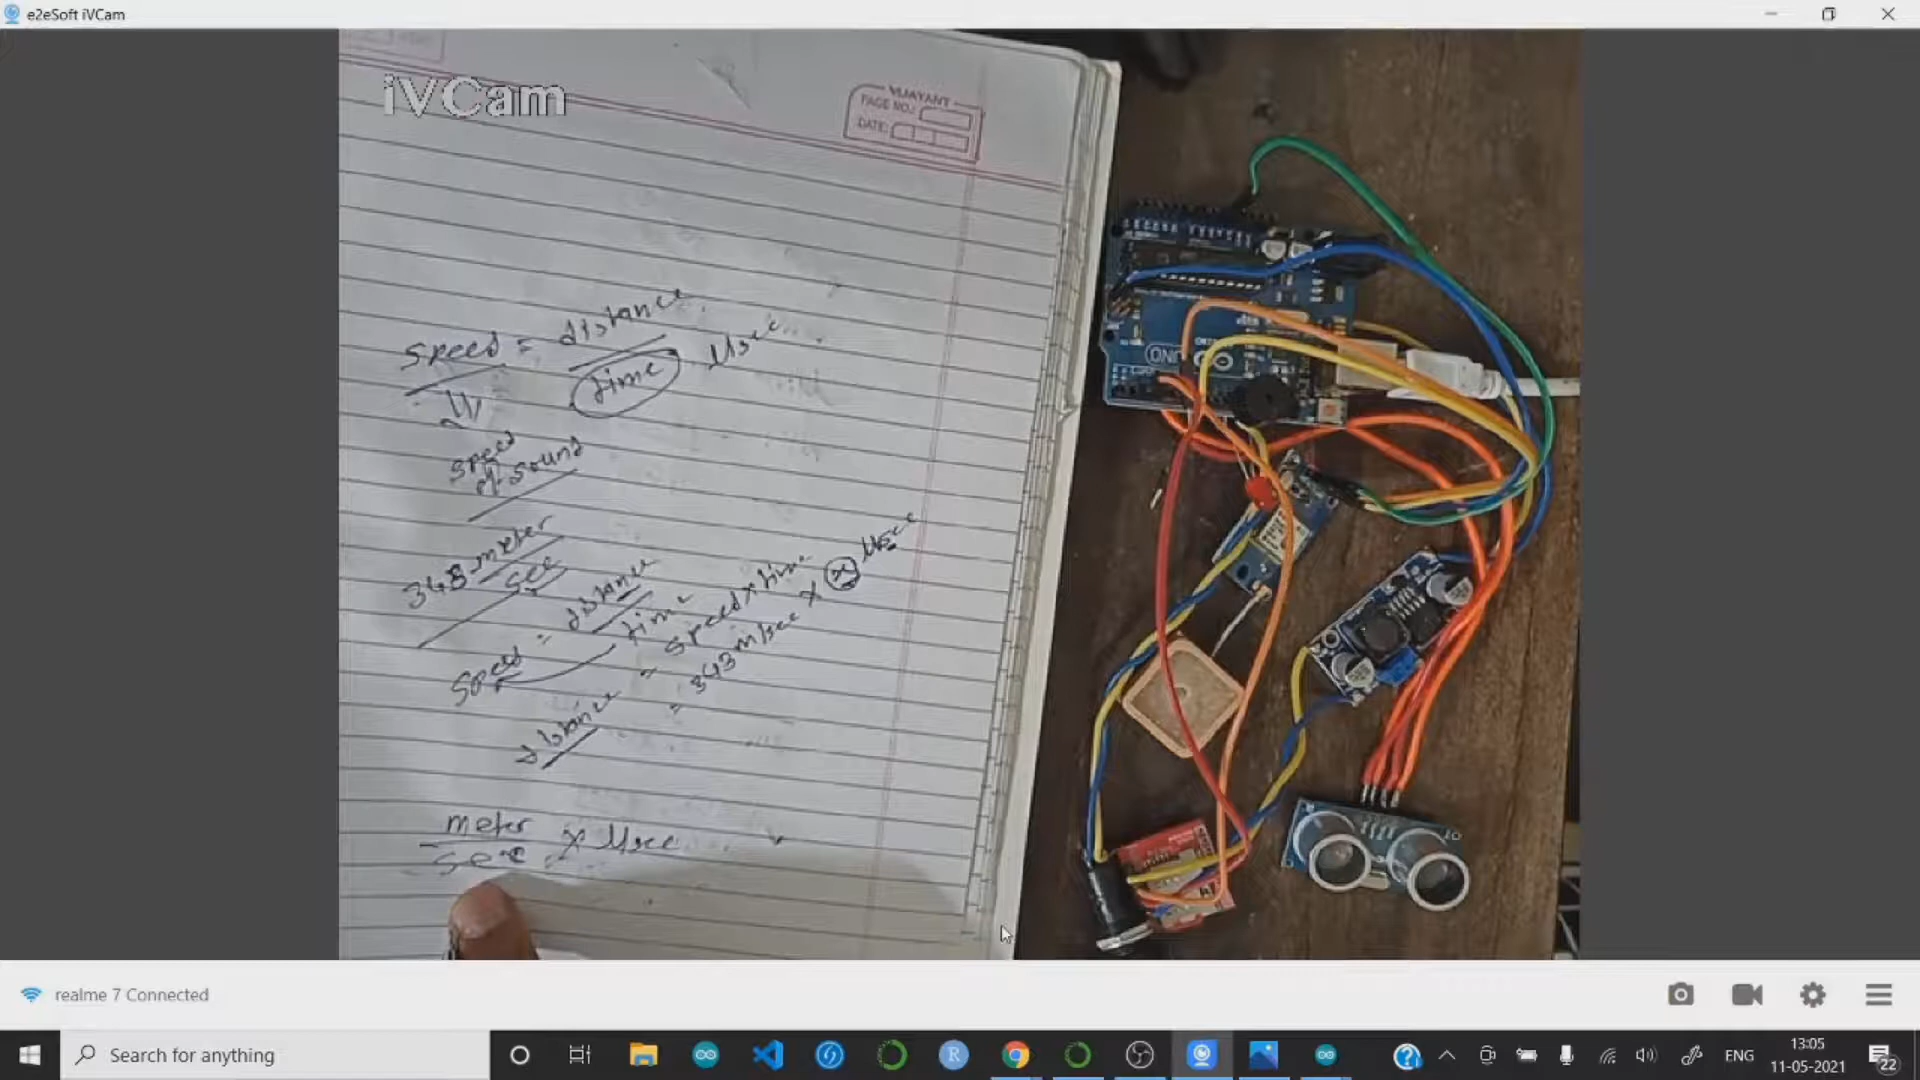 e2eSoft iVCam
iVCam
VIJAYANT
PAGE NO.:
DATE:
speed = distance
time μsec
speed
of sound
348 meter
sec
speed = distance
time
distance = speed x time
= 343 m/sec x x μsec
meter
sec x μsec
UNO
realme 7 Connected
Search for anything
ENG
13:05
11-05-2021
22